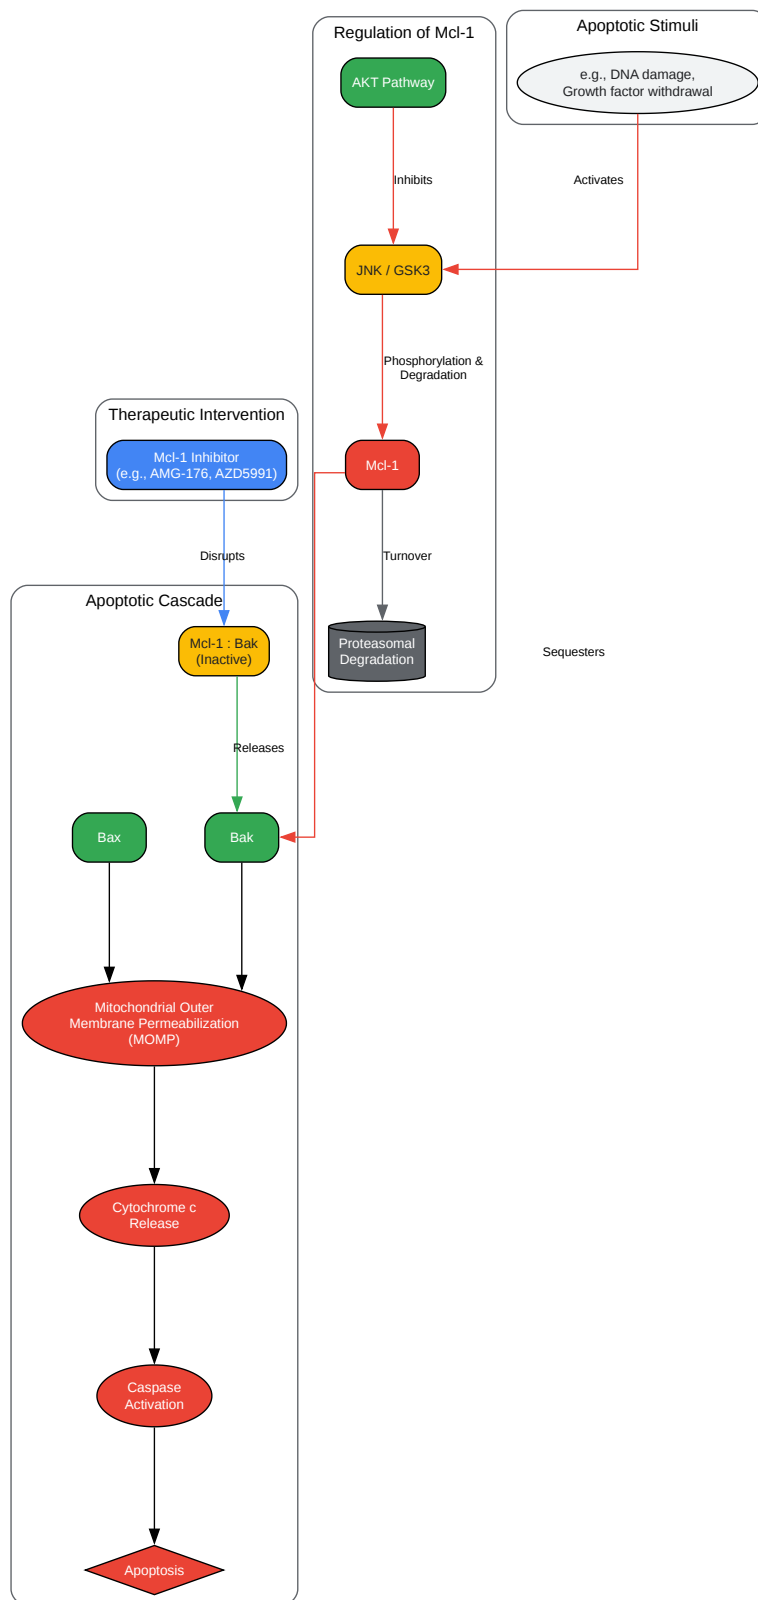 Regulation of Mcl-1
Apoptotic Stimuli
AKT Pathway
e.g., DNA damage,
Growth factor withdrawal
Inhibits
Activates
JNK / GSK3
Phosphorylation &
Degradation
Therapeutic Intervention
Mcl-1 Inhibitor
(e.g., AMG-176, AZD5991)
Mcl-1
Disrupts
Turnover
Apoptotic Cascade
Mcl-1 : Bak
(Inactive)
Proteasomal
Degradation
Sequesters
Releases
Bax
Bak
Mitochondrial Outer
Membrane Permeabilization
(MOMP)
Cytochrome c
Release
Caspase
Activation
Apoptosis